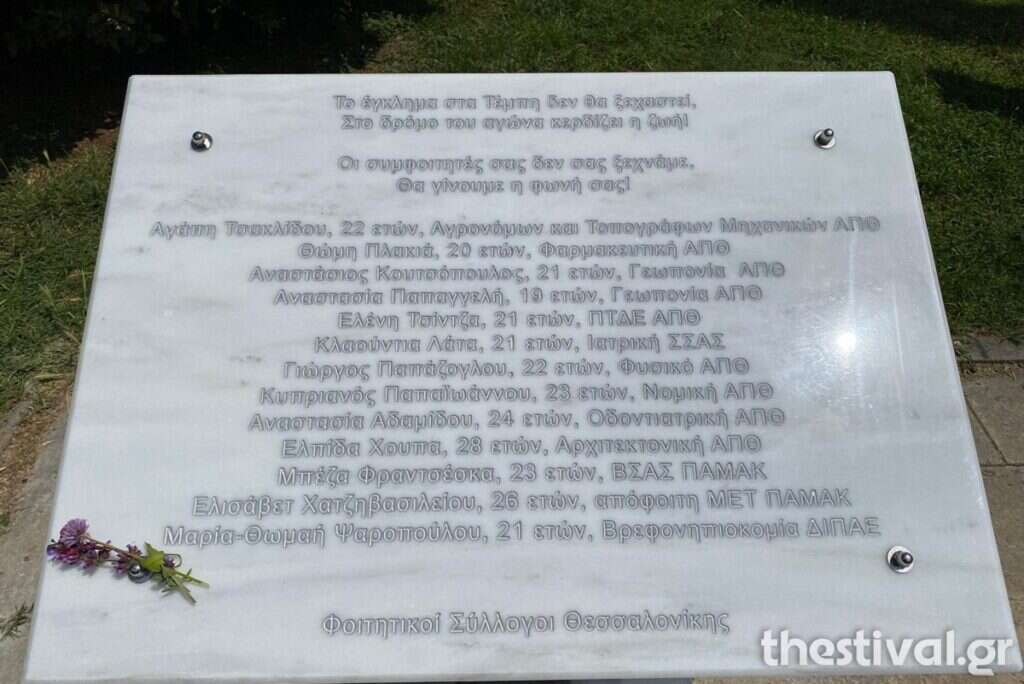 Το έγκλημα στα Τέμπη δεν θα ξεχαστεί,
Στο δρόμο του αγώνα κερδίζει η ζωή!
Οι συμφοιτητές σας δεν σας ξεχνάμε,
Θα γίνουμε η φωνή σας!
Αγάπη Τσακλίδου, 22 ετών, Αγρονόμων και Τοπογράφων Μηχανικών ΑΠΘ
Θώμη Πλακιά, 20 ετών, Φαρμακευτική ΑΠΘ
Αναστάσιος Κουτσόπουλος, 21 ετών, Γεωπονία ΑΠΘ
Αναστασία Παπαγγελή, 19 ετών, Γεωπονία ΑΠΘ
Ελένη Τσίντζα, 21 ετών, ΠΤΔΕ ΑΠΘ
Κλαούντια Λάτα, 21 ετών, Ιατρική ΣΣΑΣ
Γιώργος Παπάζογλου, 22 ετών, Φυσικό ΑΠΘ
Κυπριανός Παπαϊωάννου, 23 ετών, Νομική ΑΠΘ
Αναστασία Αδαμίδου, 24 ετών, Οδοντιατρική ΑΠΘ
Ελπίδα Χουπα, 28 ετών, Αρχιτεκτονική ΑΠΘ
Μπέζα Φραντσέσκα, 23 ετών, ΒΣΑΣ ΠΑΜΑΚ
Ελισάβετ Χατζηβασιλείου, 26 ετών, απόφοιτη ΜΕΤ ΠΑΜΑΚ
Μαρία-Θωμαή Ψαροπούλου, 21 ετών, Βρεφονηπιοκομία ΔΙΠΑΕ
Φοιτητικοί Σύλλογοι Θεσσαλονίκης
thestival.gr